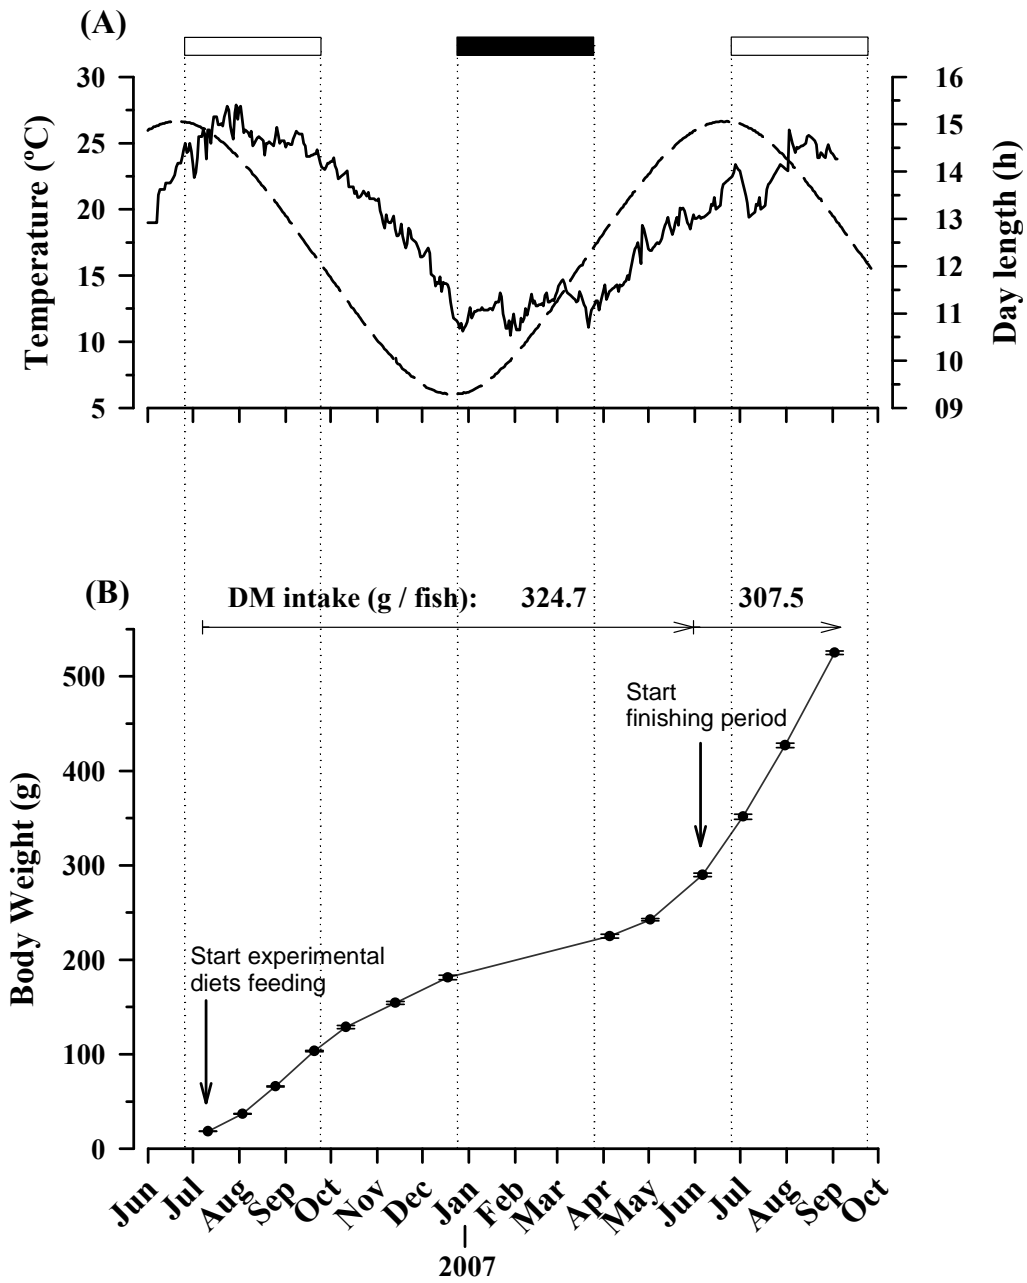 (A)
30
25
20
15
10
5
Temperature (ºC)
16
15
14
13
12
11
10
09
Day length (h)
(B)
DM intake (g / fish): 324.7 307.5
500
400
300
200
100
0
Body Weight (g)
Start
finishing period
Start experimental
diets feeding
Jun Jul Aug Sep Oct Nov Dec Jan Feb Mar Apr May Jun Jul Aug Sep Oct
2007